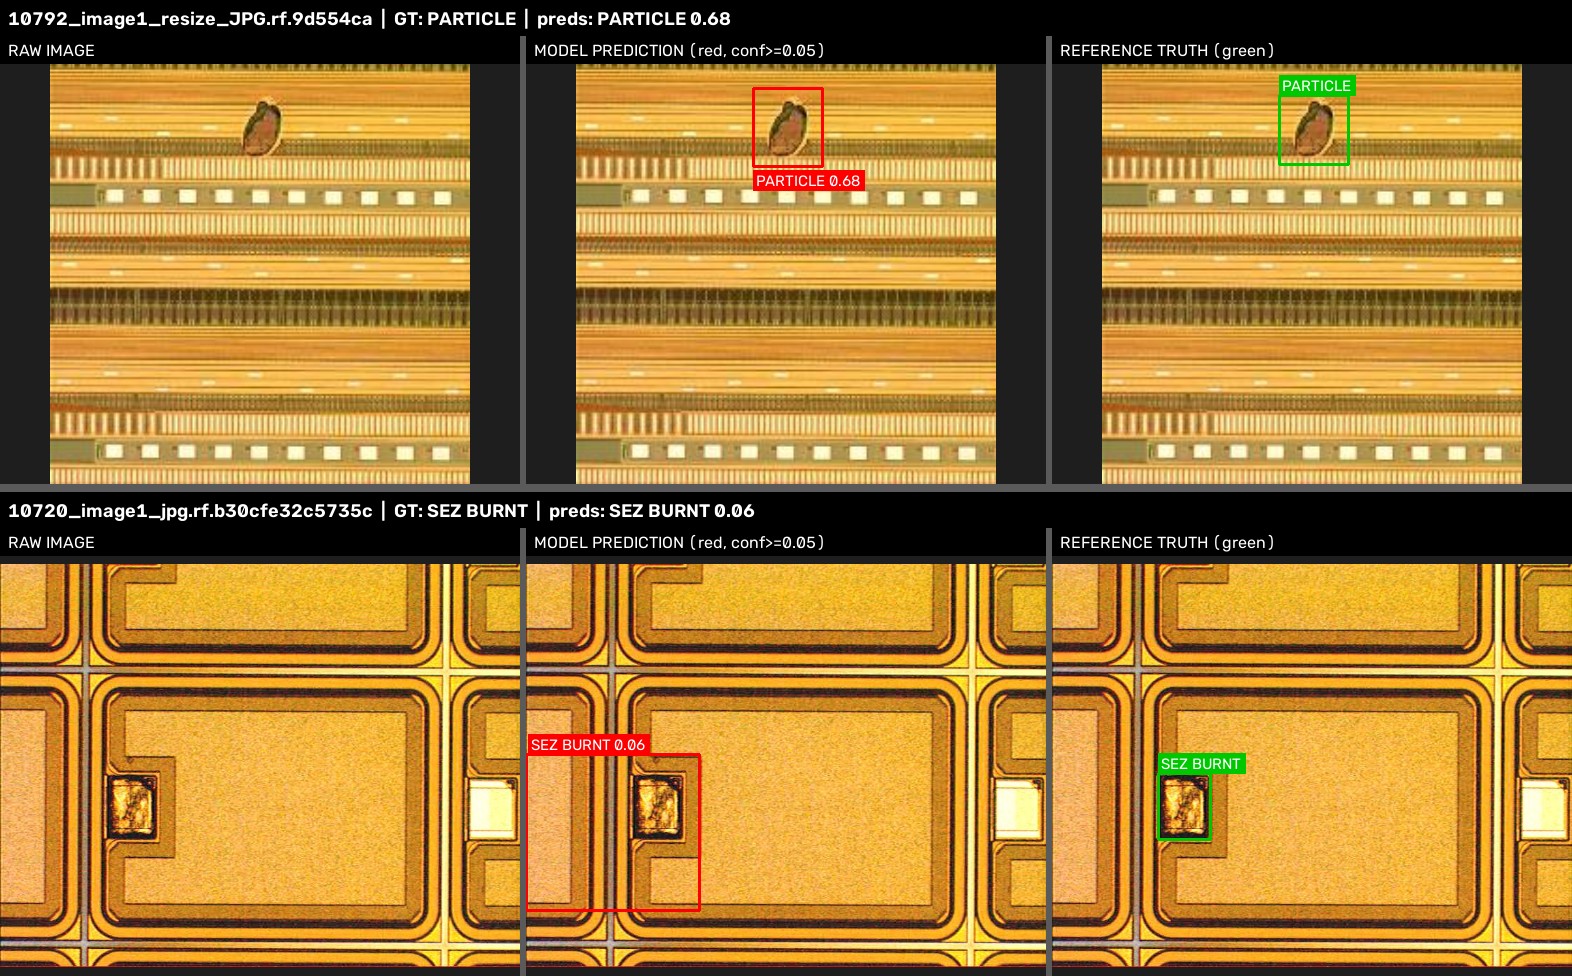 10792_image1_resize_JPG.rf.9d554ca | GT: PARTICLE | preds: PARTICLE 0.68
RAW IMAGE
MODEL PREDICTION (red, conf>=0.05)
REFERENCE TRUTH (green)
PARTICLE 0.68
PARTICLE
10720_image1_jpg.rf.b30cfe32c5735c | GT: SEZ BURNT | preds: SEZ BURNT 0.06
RAW IMAGE
MODEL PREDICTION (red, conf>=0.05)
REFERENCE TRUTH (green)
SEZ BURNT 0.06
SEZ BURNT